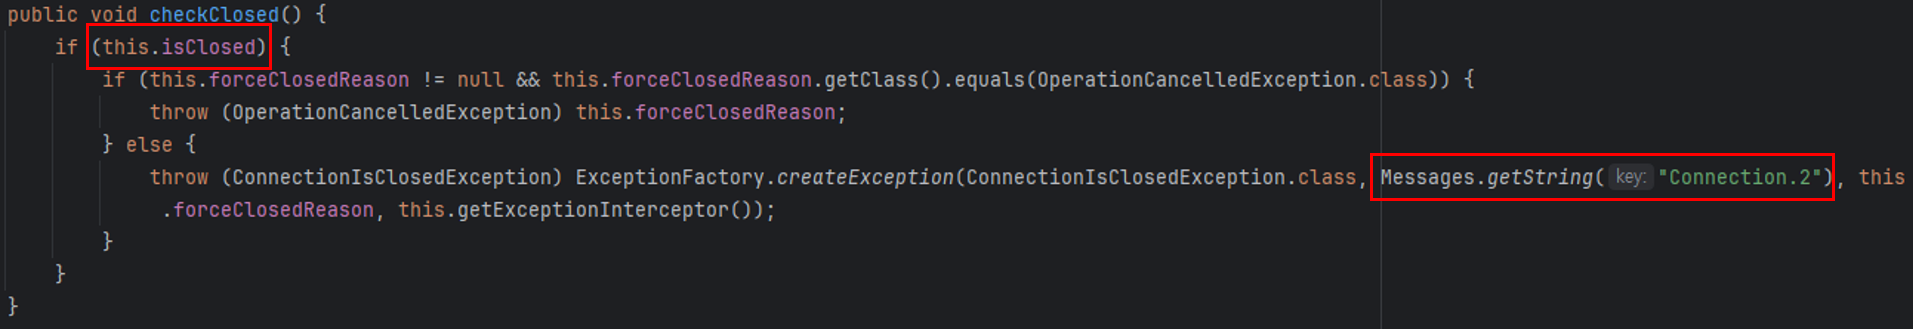 public void checkClosed() {
    if (this.isClosed) {
        if (this.forceClosedReason != null && this.forceClosedReason.getClass().equals(OperationCancelledException.class)) {
            throw (OperationCancelledException) this.forceClosedReason;
        } else {
            throw (ConnectionIsClosedException) ExceptionFactory.createException(ConnectionIsClosedException.class, Messages.getString( key: "Connection.2"), this
             .forceClosedReason, this.getExceptionInterceptor());
        }
    }
}